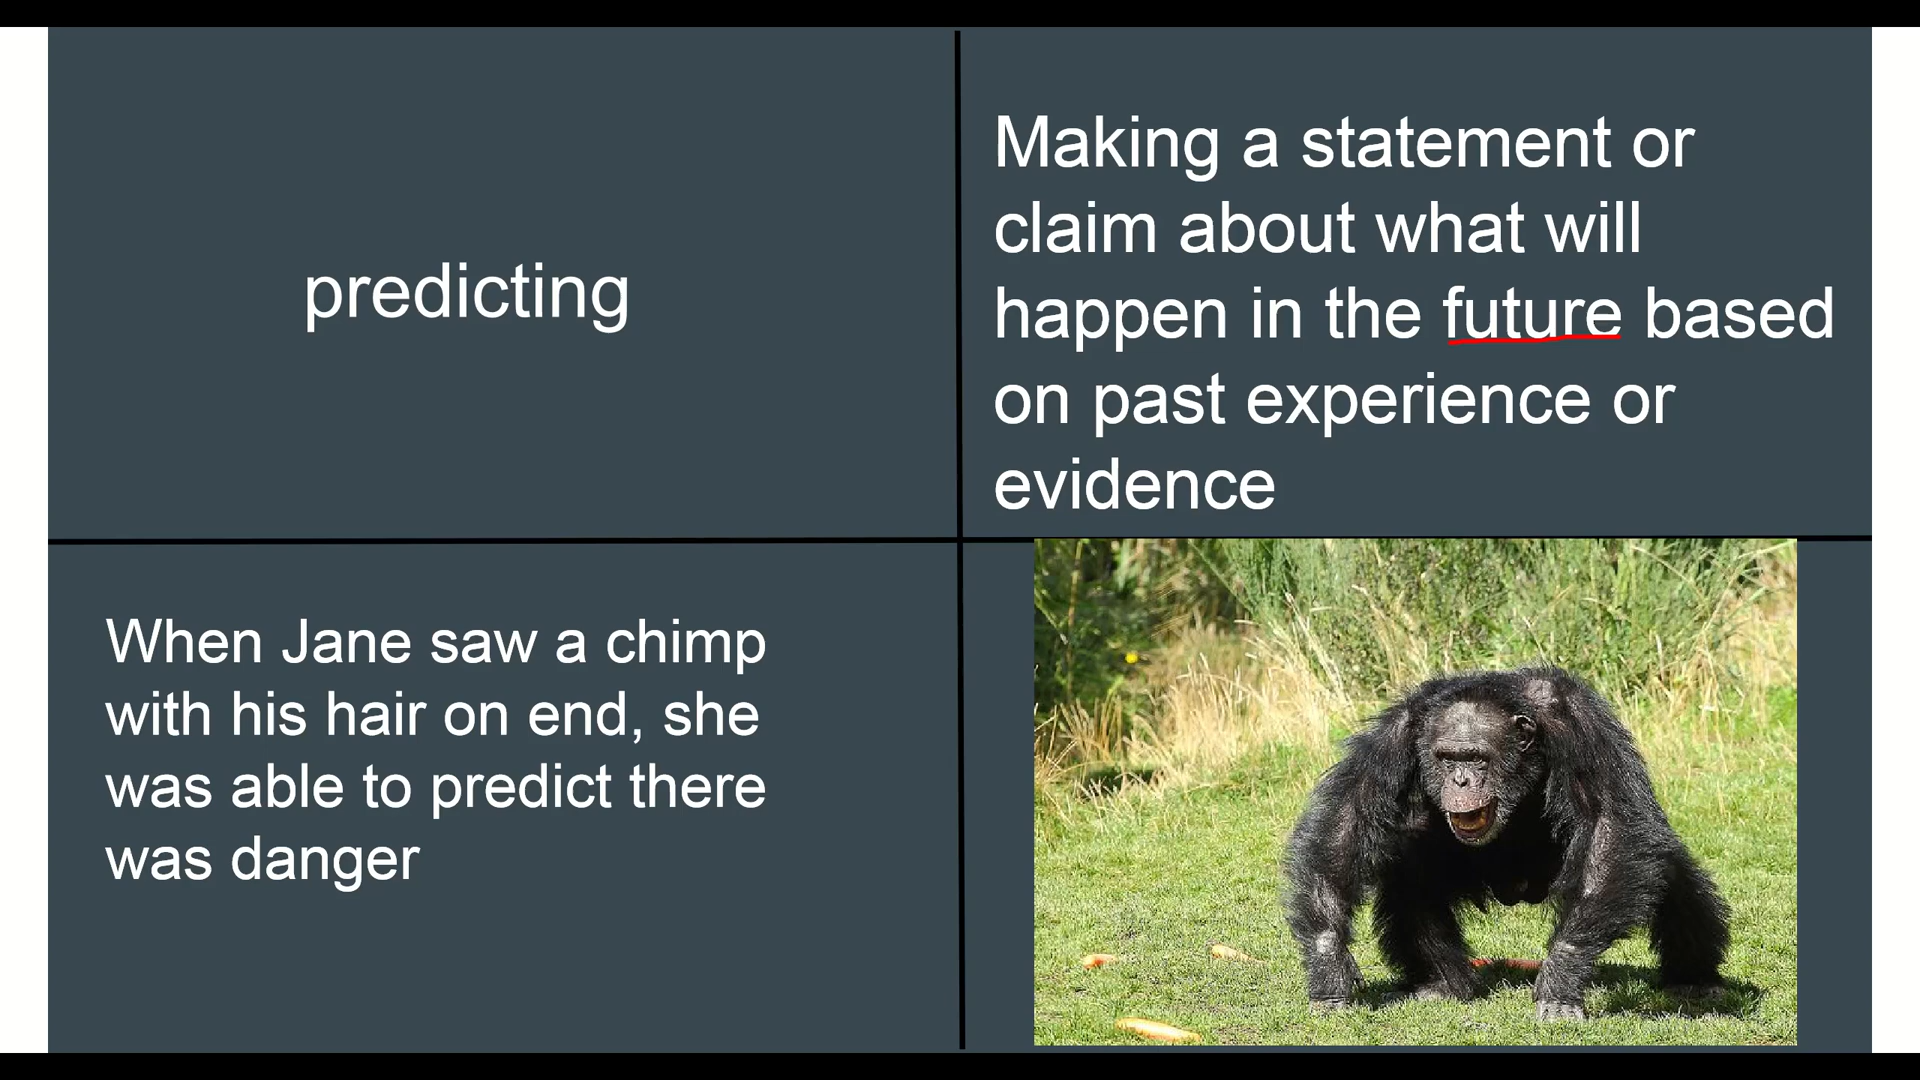 predicting
Making a statement or
claim about what will
happen in the future based
on past experience or
evidence
When Jane saw a chimp
with his hair on end, she
was able to predict there
was danger